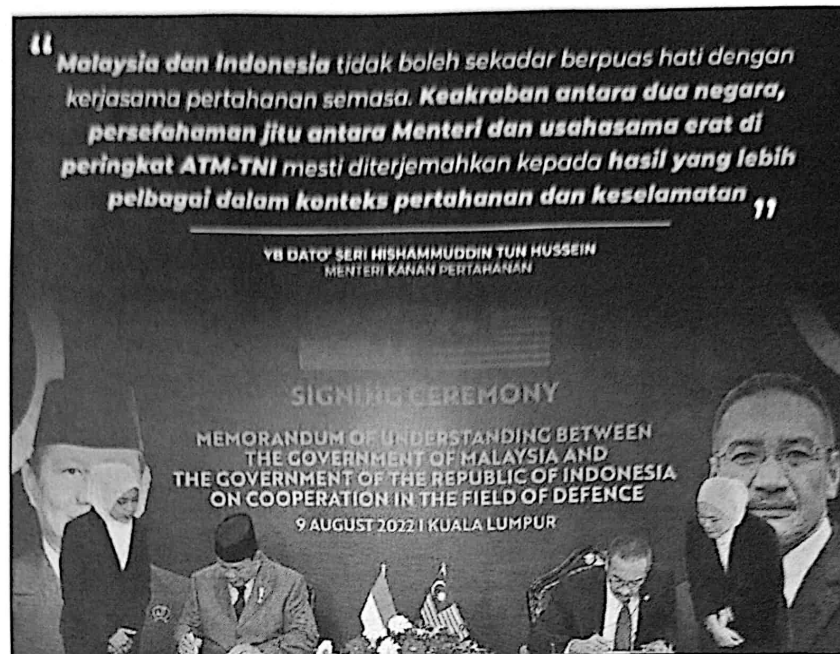 “ Malaysia dan Indonesia tidak boleh sekadar berpuas hati dengan
kerjasama pertahanan semasa. Keakraban antara dua negara,
persefahaman jitu antara Menteri dan usahasama erat di
peringkat ATM-TNI mesti diterjemahkan kepada hasil yang lebih
pelbagai dalam konteks pertahanan dan keselamatan ”
YB DATO' SERI HISHAMMUDDIN TUN HUSSEIN
MENTERI KANAN PERTAHANAN
SIGNING CEREMONY
MEMORANDUM OF UNDERSTANDING BETWEEN
THE GOVERNMENT OF MALAYSIA AND
THE GOVERNMENT OF THE REPUBLIC OF INDONESIA
ON COOPERATION IN THE FIELD OF DEFENCE
9 AUGUST 2022 | KUALA LUMPUR